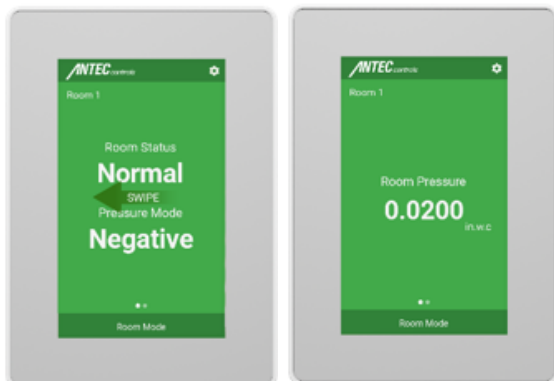 ANTEC controls
Room 1
Room Status
Normal
SWIPE
Pressure Mode
Negative
Room Mode
ANTEC controls
Room 1
Room Pressure
0.0200
in.w.c
Room Mode